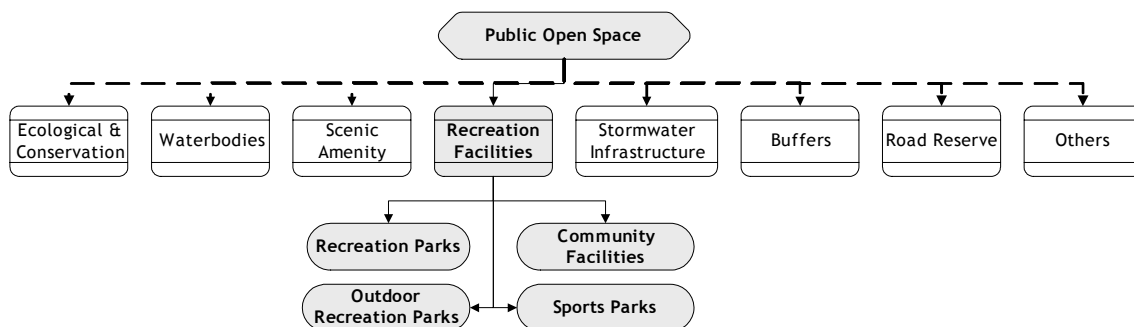 Public Open Space
Ecological &
Conservation
Waterbodies
Scenic
Amenity
Recreation
Facilities
Stormwater
Infrastructure
Buffers
Road Reserve
Others
Recreation Parks
Community
Facilities
Outdoor
Recreation Parks
Sports Parks